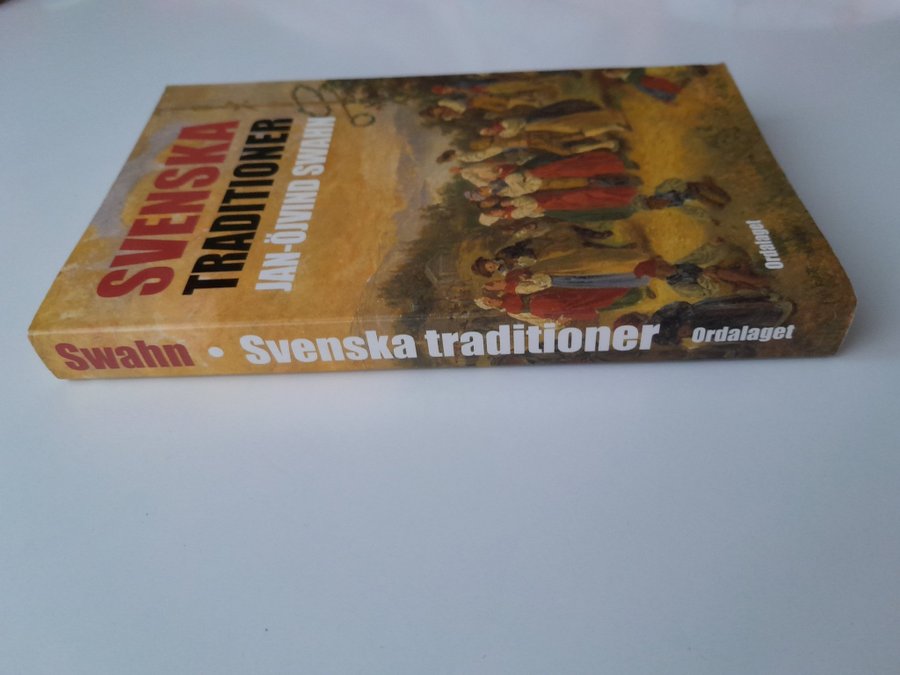 SVENSKA
TRADITIONER
JAN-ÖJVIND SWAHN
Ordalaget
Swahn • Svenska traditioner Ordalaget